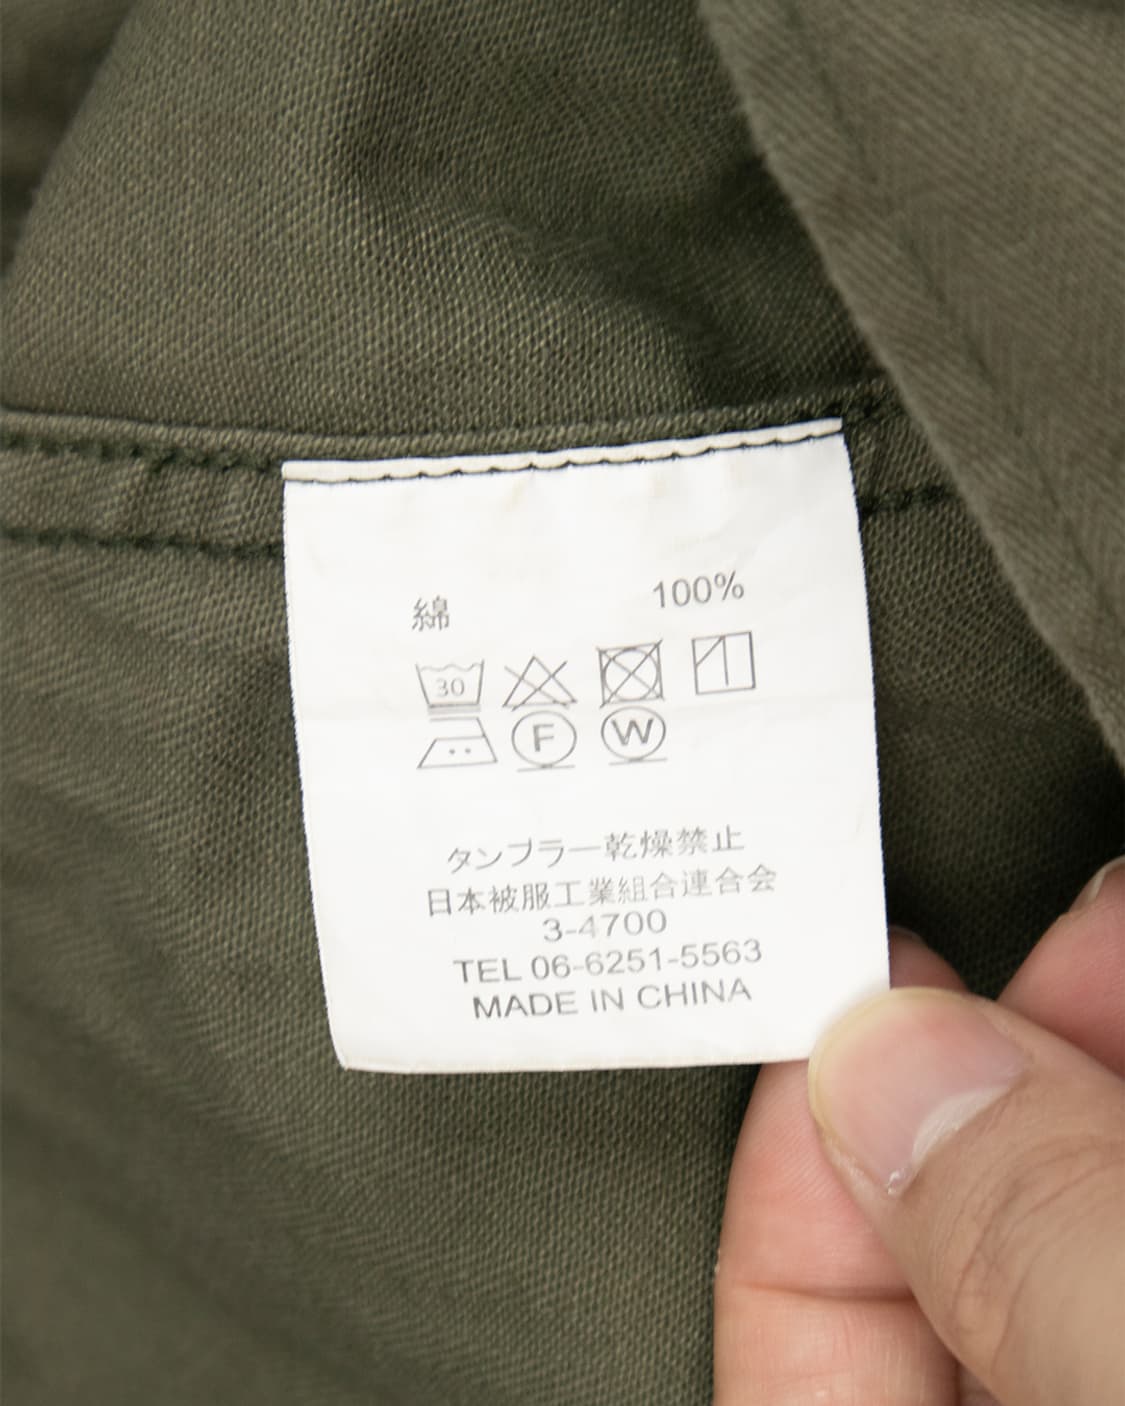 綿 100%
30
F W
タンブラー乾燥禁止
日本被服工業組合連合会
3-4700
TEL 06-6251-5563
MADE IN CHINA